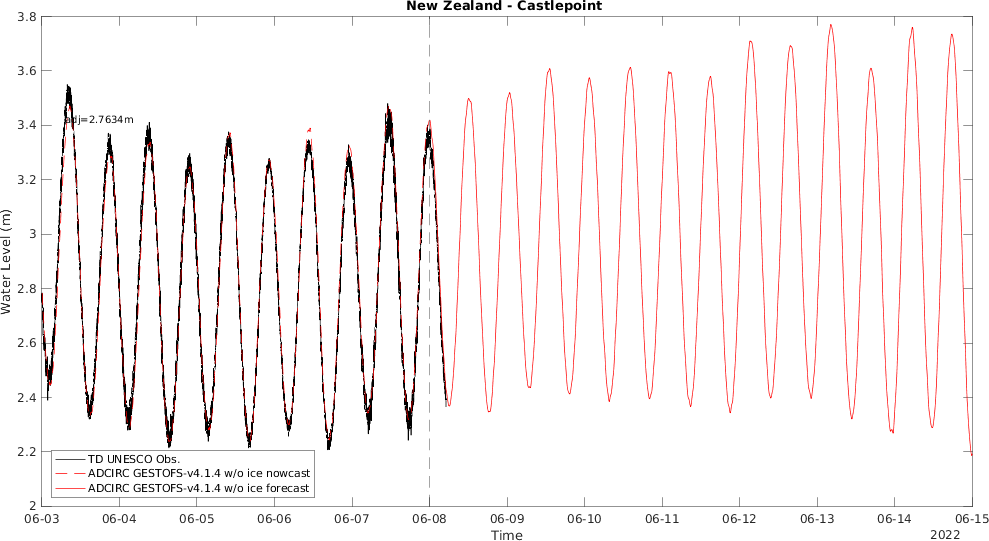 New Zealand - Castlepoint
3.8
3.6
3.4
3.2
3
2.8
2.6
2.4
2.2
2
Water Level (m)
adj=2.7634m
TD UNESCO Obs.
ADCIRC GESTOFS-v4.1.4 w/o ice nowcast
ADCIRC GESTOFS-v4.1.4 w/o ice forecast
06-03 06-04 06-05 06-06 06-07 06-08 06-09 06-10 06-11 06-12 06-13 06-14 06-15
Time
2022